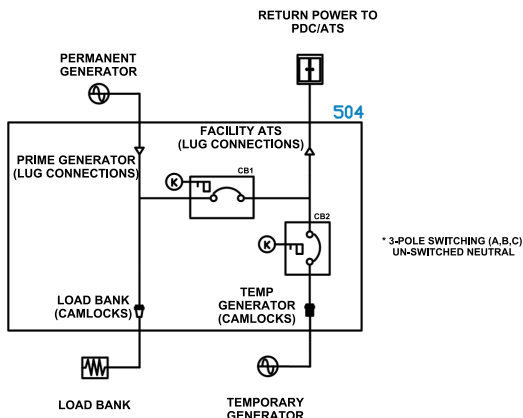 RETURN POWER TO
PDC/ATS
PERMANENT
GENERATOR
504
FACILITY ATS
(LUG CONNECTIONS)
PRIME GENERATOR
(LUG CONNECTIONS)
CB1
K
CB2
K
* 3-POLE SWITCHING (A,B,C)
UN-SWITCHED NEUTRAL
LOAD BANK
(CAMLOCKS)
TEMP
GENERATOR
(CAMLOCKS)
LOAD BANK
TEMPORARY
GENERATOR